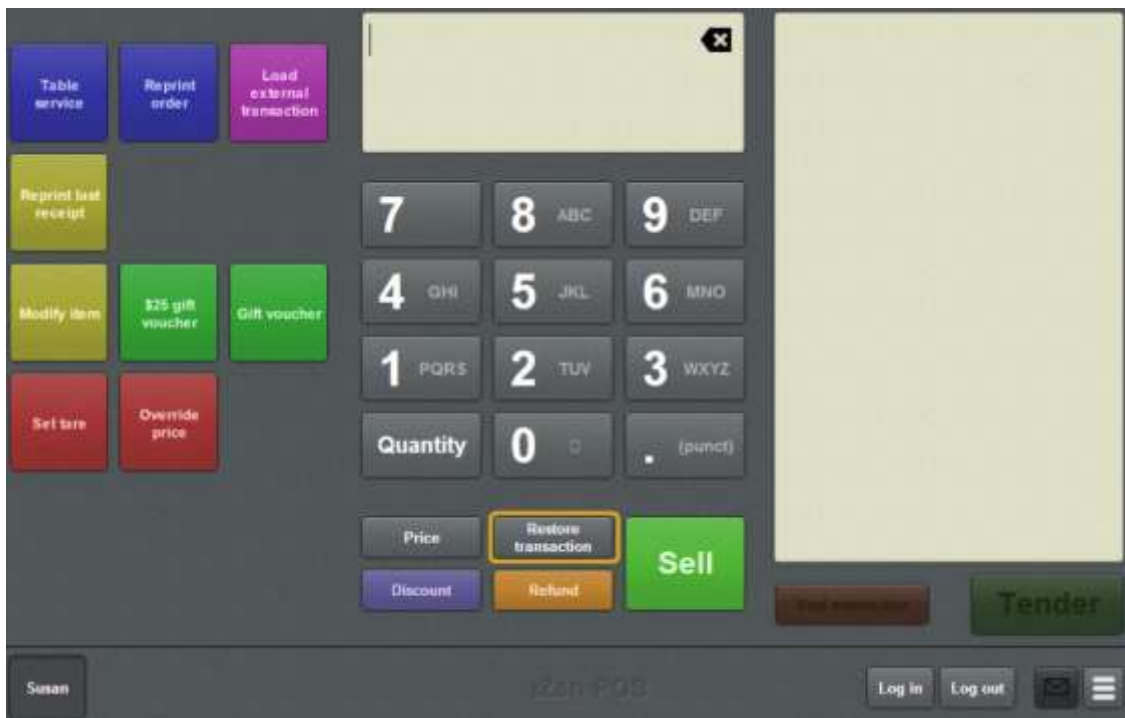 Table
service
Reprint
order
Load
external
transaction
Reprint last
receipt
Modify item
$25 gift
voucher
Gift voucher
Set tare
Override
price
7
8 ABC
9 DEF
4 GHI
5 JKL
6 MNO
1 PQRS
2 TUV
3 WXYZ
Quantity
0
. (punct)
Price
Restore
transaction
Sell
Discount
Refund
Tender
Susan
Log in
Log out